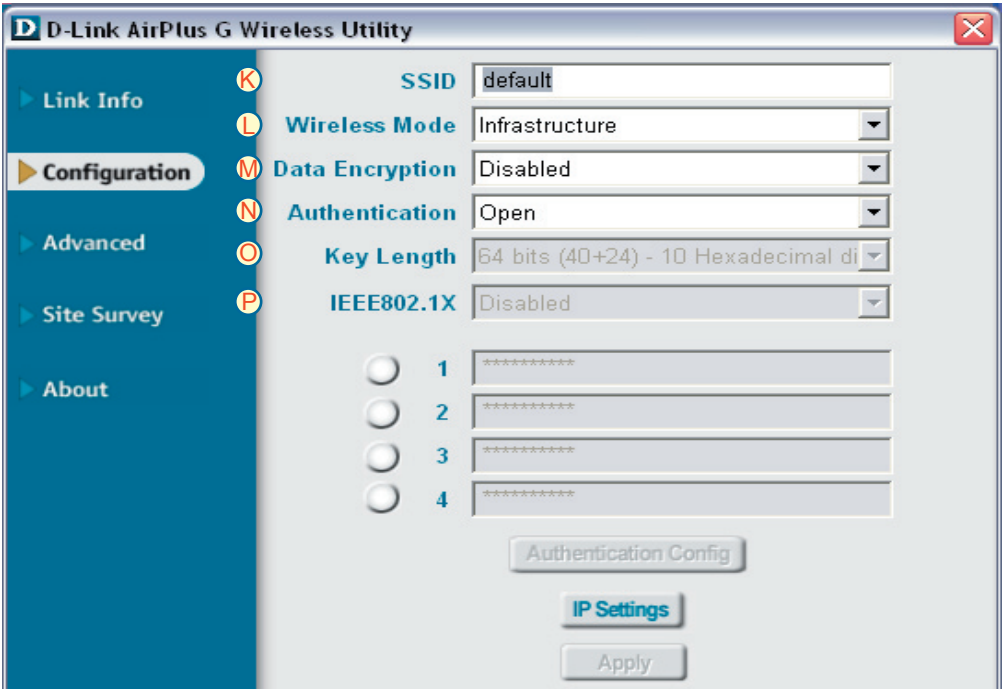 D D-Link AirPlus G Wireless Utility
Link Info
Configuration
Advanced
Site Survey
About
K SSID default
L Wireless Mode Infrastructure
M Data Encryption Disabled
N Authentication Open
O Key Length 64 bits (40+24) - 10 Hexadecimal di
P IEEE802.1X Disabled
1 **********
2 **********
3 **********
4 **********
Authentication Config
IP Settings
Apply